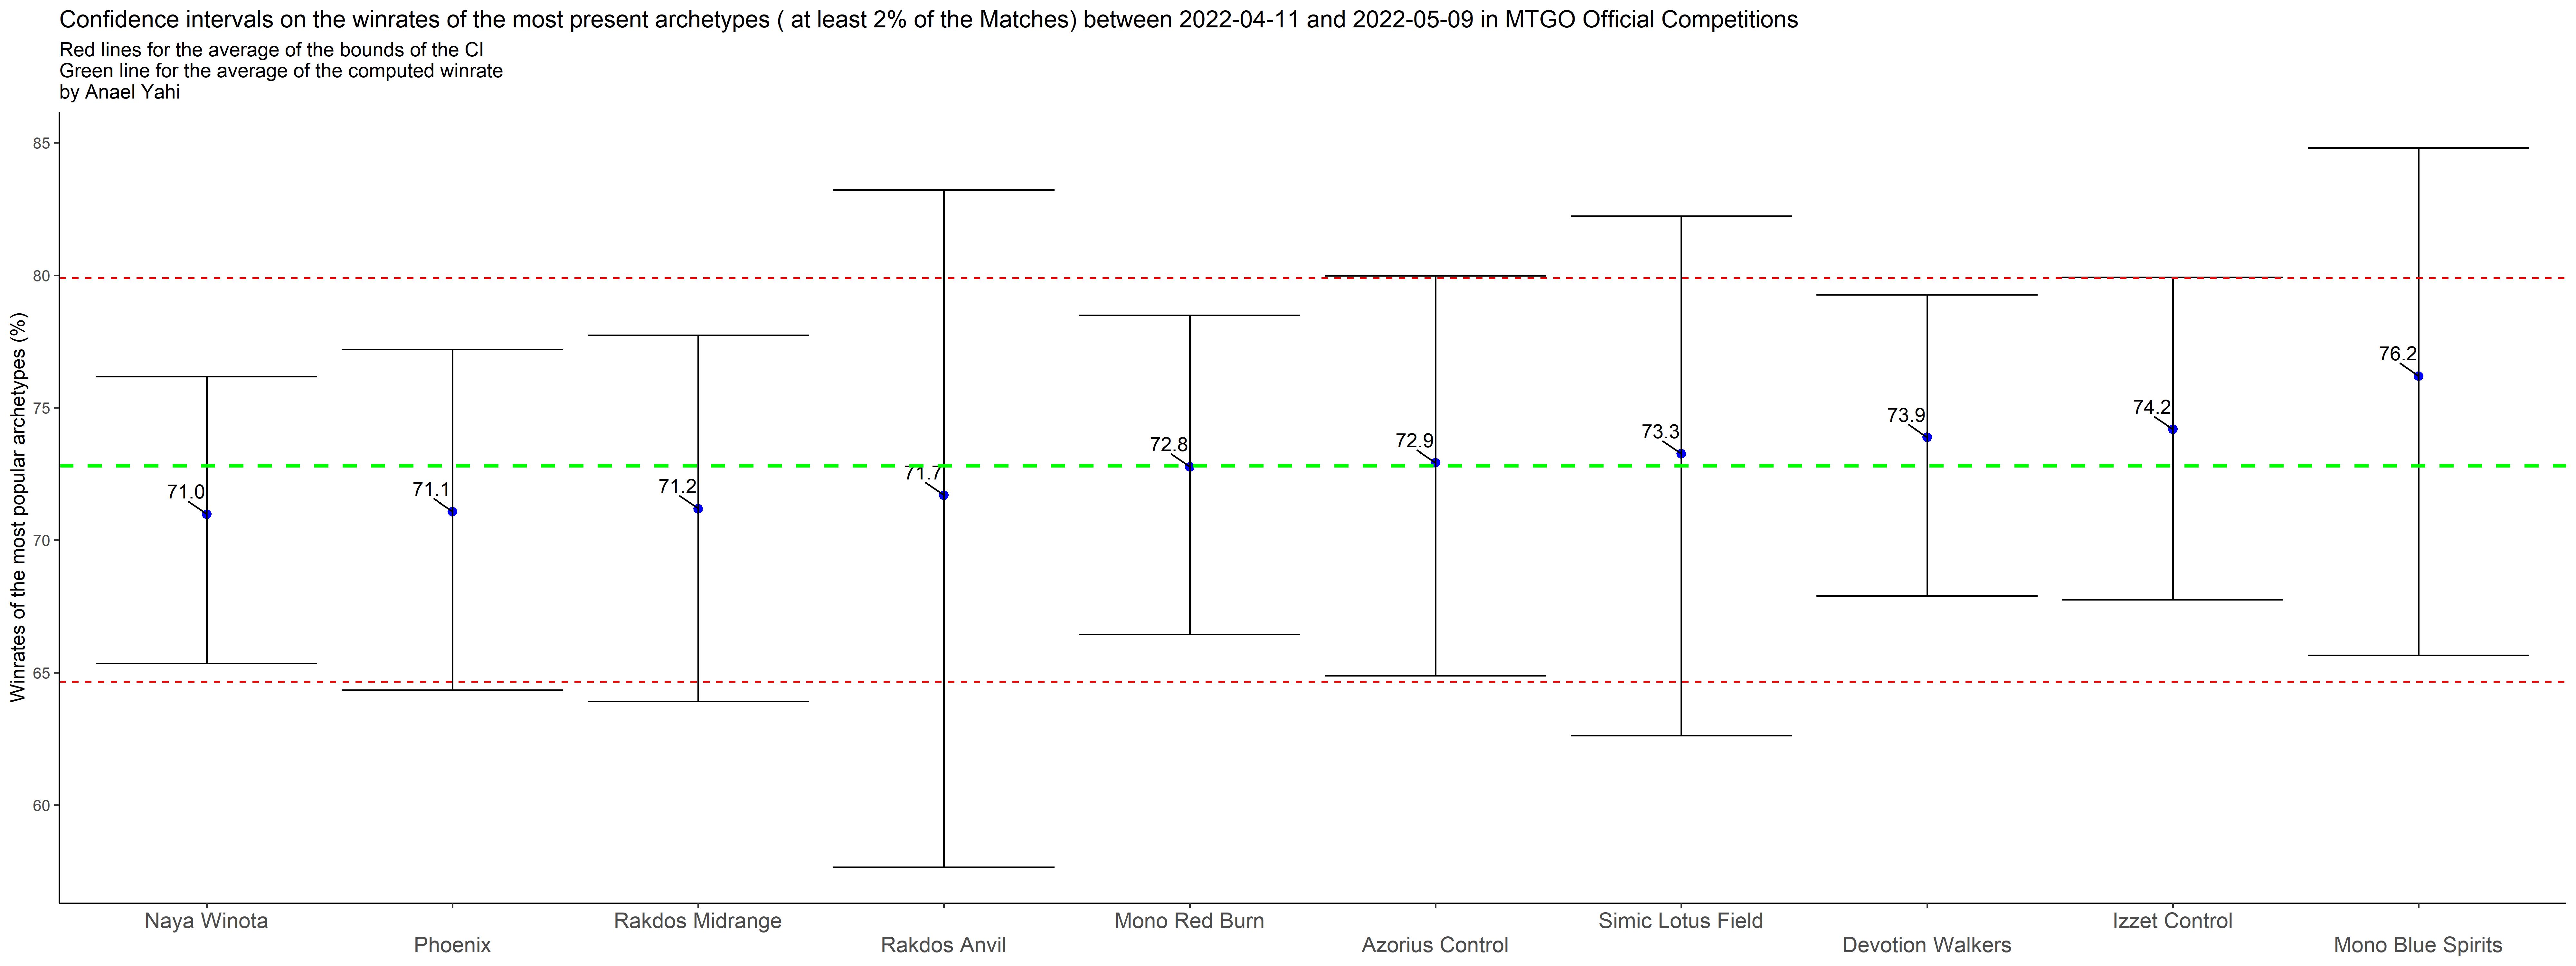 Confidence intervals on the winrates of the most present archetypes ( at least 2% of the Matches) between 2022-04-11 and 2022-05-09 in MTGO Official Competitions
Red lines for the average of the bounds of the CI
Green line for the average of the computed winrate
by Anael Yahi
Winrates of the most popular archetypes (%)
85
80
75
70
65
60
71.0
71.1
71.2
71.7
72.8
72.9
73.3
73.9
74.2
76.2
Naya Winota
Phoenix
Rakdos Midrange
Rakdos Anvil
Mono Red Burn
Azorius Control
Simic Lotus Field
Devotion Walkers
Izzet Control
Mono Blue Spirits